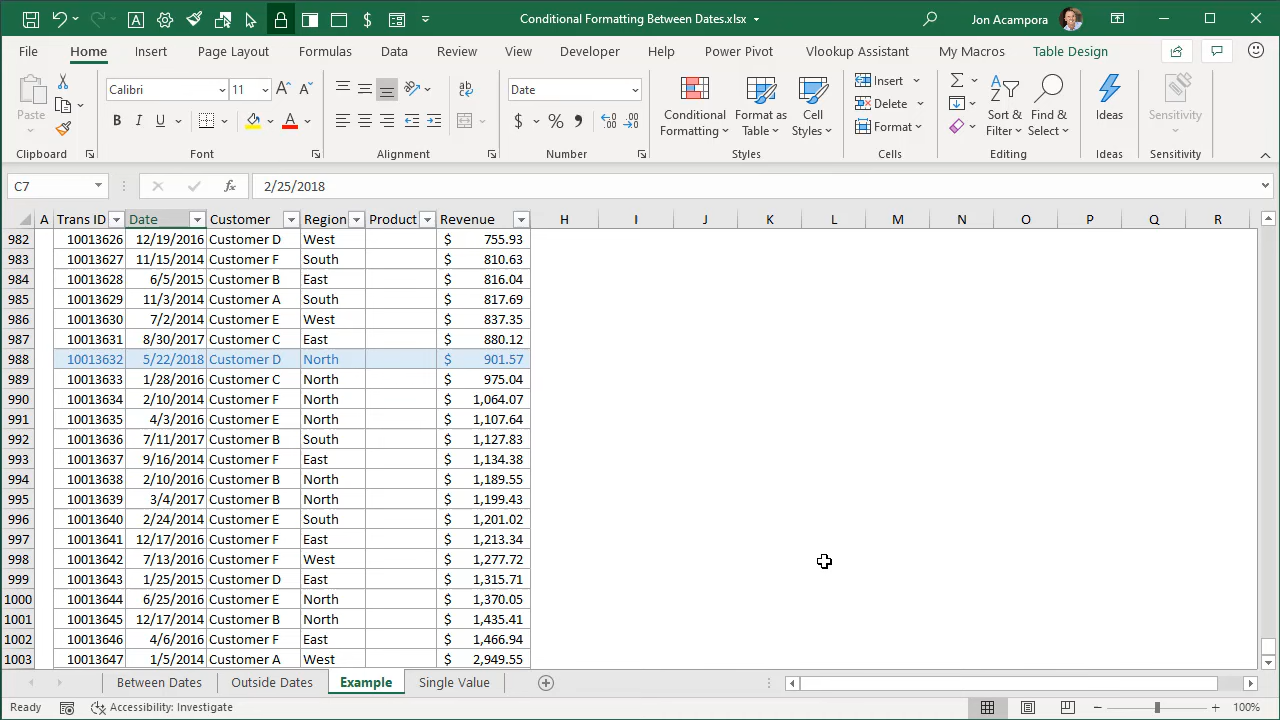 Conditional Formatting Between Dates.xlsx
Jon Acampora
File Home Insert Page Layout Formulas Data Review View Developer Help Power Pivot Vlookup Assistant My Macros Table Design
Paste
Clipboard
Calibri 11
B I U A
Font
Alignment
Date
$ % ,
Number
Conditional Formatting
Format as Table
Cell Styles
Styles
Insert
Delete
Format
Cells
Sort & Filter
Find & Select
Editing
Ideas
Ideas
Sensitivity
Sensitivity
C7 fx 2/25/2018
A Trans ID Date Customer Region Product Revenue H I J K L M N O P Q R
982 10013626 12/19/2016 Customer D West $ 755.93
983 10013627 11/15/2014 Customer F South $ 810.63
984 10013628 6/5/2015 Customer B East $ 816.04
985 10013629 11/3/2014 Customer A South $ 817.69
986 10013630 7/2/2014 Customer E West $ 837.35
987 10013631 8/30/2017 Customer C East $ 880.12
988 10013632 5/22/2018 Customer D North $ 901.57
989 10013633 1/28/2016 Customer C North $ 975.04
990 10013634 2/10/2014 Customer F North $ 1,064.07
991 10013635 4/3/2016 Customer E North $ 1,107.64
992 10013636 7/11/2017 Customer B South $ 1,127.83
993 10013637 9/16/2014 Customer F East $ 1,134.38
994 10013638 2/10/2016 Customer B North $ 1,189.55
995 10013639 3/4/2017 Customer B North $ 1,199.43
996 10013640 2/24/2014 Customer E South $ 1,201.02
997 10013641 12/17/2016 Customer F East $ 1,213.34
998 10013642 7/13/2016 Customer F West $ 1,277.72
999 10013643 1/25/2015 Customer D East $ 1,315.71
1000 10013644 6/25/2016 Customer E North $ 1,370.05
1001 10013645 12/17/2014 Customer B North $ 1,435.41
1002 10013646 4/6/2016 Customer F East $ 1,466.94
1003 10013647 1/5/2014 Customer A West $ 2,949.55
Between Dates Outside Dates Example Single Value
Ready Accessibility: Investigate 100%